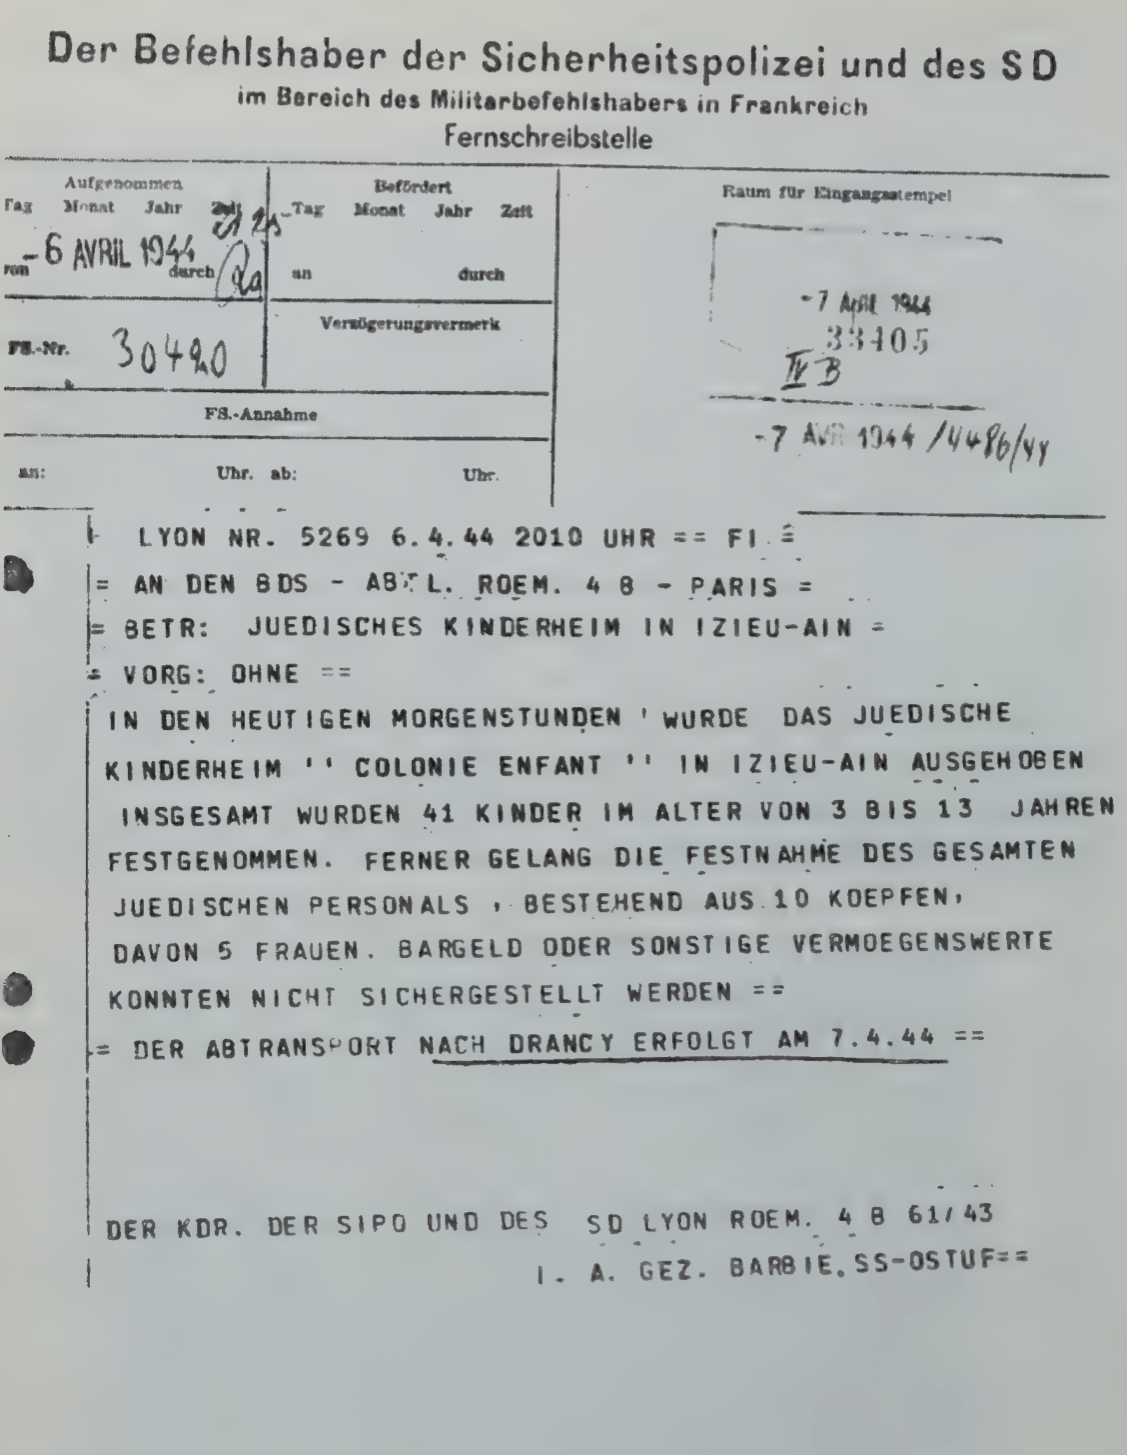 Der Befehlshaber der Sicherheitspolizei und des SD
im Bereich des Militärbefehlshabers in Frankreich
Fernschreibstelle
Aufgenommen
Tag Monat Jahr Zeit
-6 AVRIL 1944
von durch
Befördert
Tag Monat Jahr Zeit
an durch
Raum für Eingangsstempel
-7 APR 1944
33405
IV B
-7 AVR 1944 /4486/44
Verzögerungsvermerk
FS.-Nr. 30420
FS.-Annahme
an: Uhr. ab: Uhr.
LYON NR. 5269 6.4.44 2010 UHR == FI =
= AN DEN BDS - ABTL. ROEM. 4 B - PARIS =
= BETR: JUEDISCHES KINDERHEIM IN IZIEU-AIN =
= VORG: OHNE ==
IN DEN HEUTIGEN MORGENSTUNDEN ' WURDE DAS JUEDISCHE
KINDERHEIM '' COLONIE ENFANT '' IN IZIEU-AIN AUSGEHOBEN
INSGESAMT WURDEN 41 KINDER IM ALTER VON 3 BIS 13 JAHREN
FESTGENOMMEN. FERNER GELANG DIE FESTNAHME DES GESAMTEN
JUEDISCHEN PERSONALS , BESTEHEND AUS 10 KOEPFEN,
DAVON 5 FRAUEN. BARGELD ODER SONSTIGE VERMOEGENSWERTE
KONNTEN NICHT SICHERGESTELLT WERDEN ==
= DER ABTRANSPORT NACH DRANCY ERFOLGT AM 7.4.44 ==
DER KDR. DER SIPO UND DES SD LYON ROEM. 4 B 61/43
I. A. GEZ. BARBIE. SS-OSTUF==